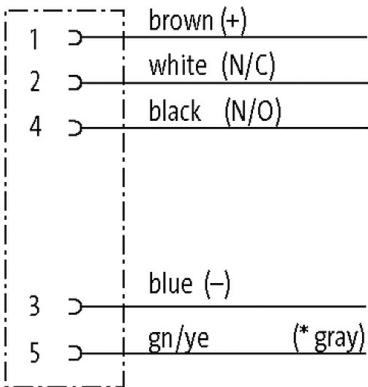 1 brown (+)
2 white (N/C)
4 black (N/O)
3 blue (–)
5 gn/ye (* gray)